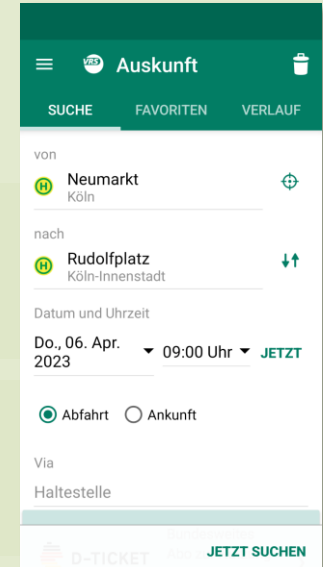 VRS Auskunft
SUCHE FAVORITEN VERLAUF
von
H Neumarkt
Köln
nach
H Rudolfplatz
Köln-Innenstadt
Datum und Uhrzeit
Do., 06. Apr.
2023
09:00 Uhr JETZT
Abfahrt Ankunft
Via
Haltestelle
D-TICKET
JETZT SUCHEN